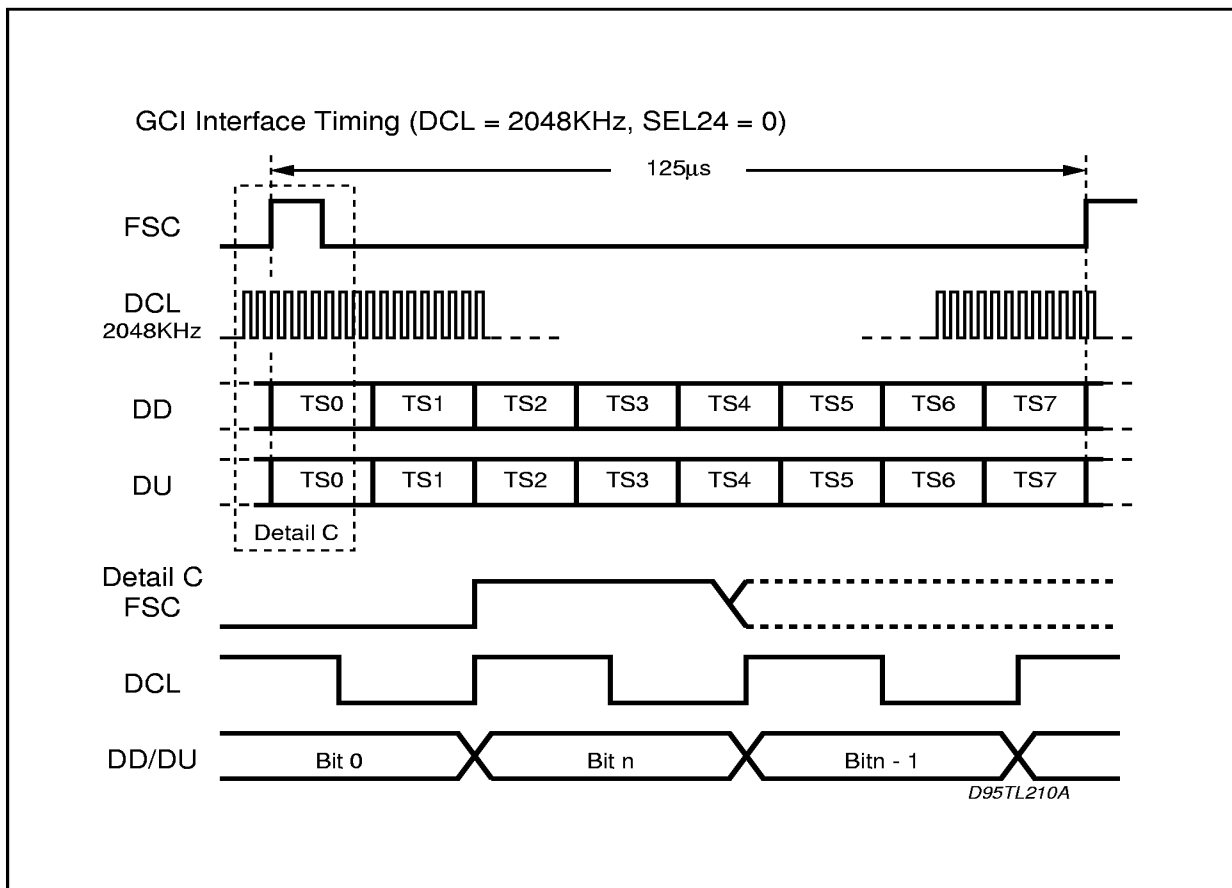 GCI Interface Timing (DCL = 2048KHz, SEL24 = 0)
125µs
FSC
DCL
2048KHz
DD
TS0 TS1 TS2 TS3 TS4 TS5 TS6 TS7
DU
TS0 TS1 TS2 TS3 TS4 TS5 TS6 TS7
Detail C
Detail C
FSC
DCL
DD/DU
Bit 0 Bit n Bitn - 1
D95TL210A